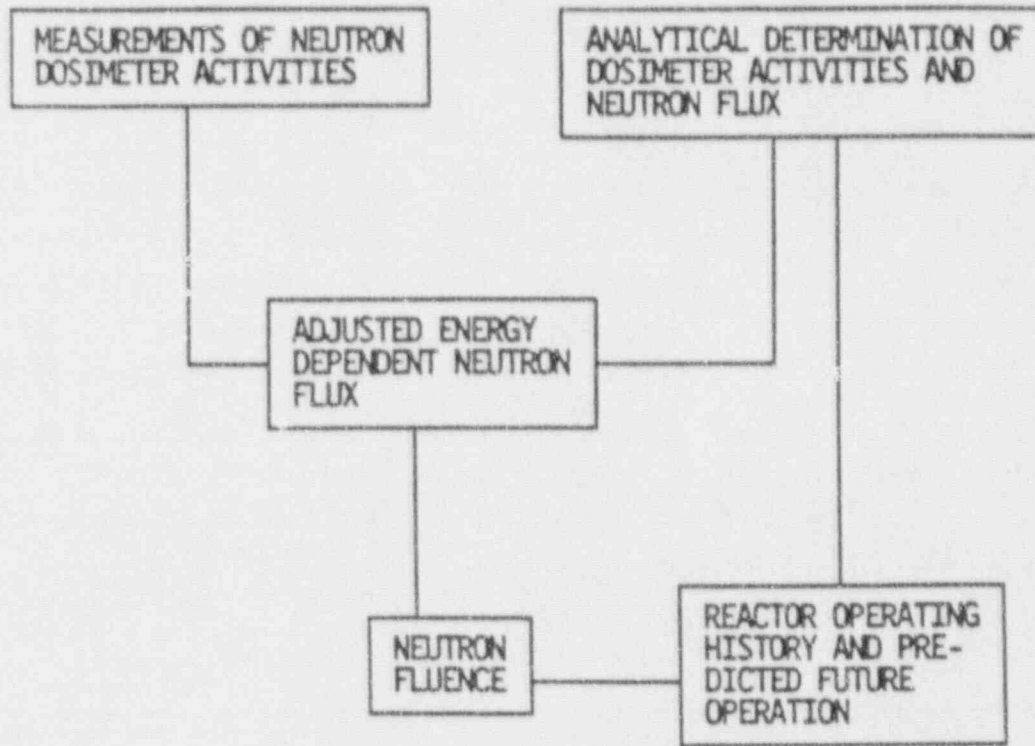 MEASUREMENTS OF NEUTRON
DOSIMETER ACTIVITIES
ANALYTICAL DETERMINATION OF
DOSIMETER ACTIVITIES AND
NEUTRON FLUX
ADJUSTED ENERGY
DEPENDENT NEUTRON
FLUX
NEUTRON
FLUENCE
REACTOR OPERATING
HISTORY AND PRE-
DICTED FUTURE
OPERATION